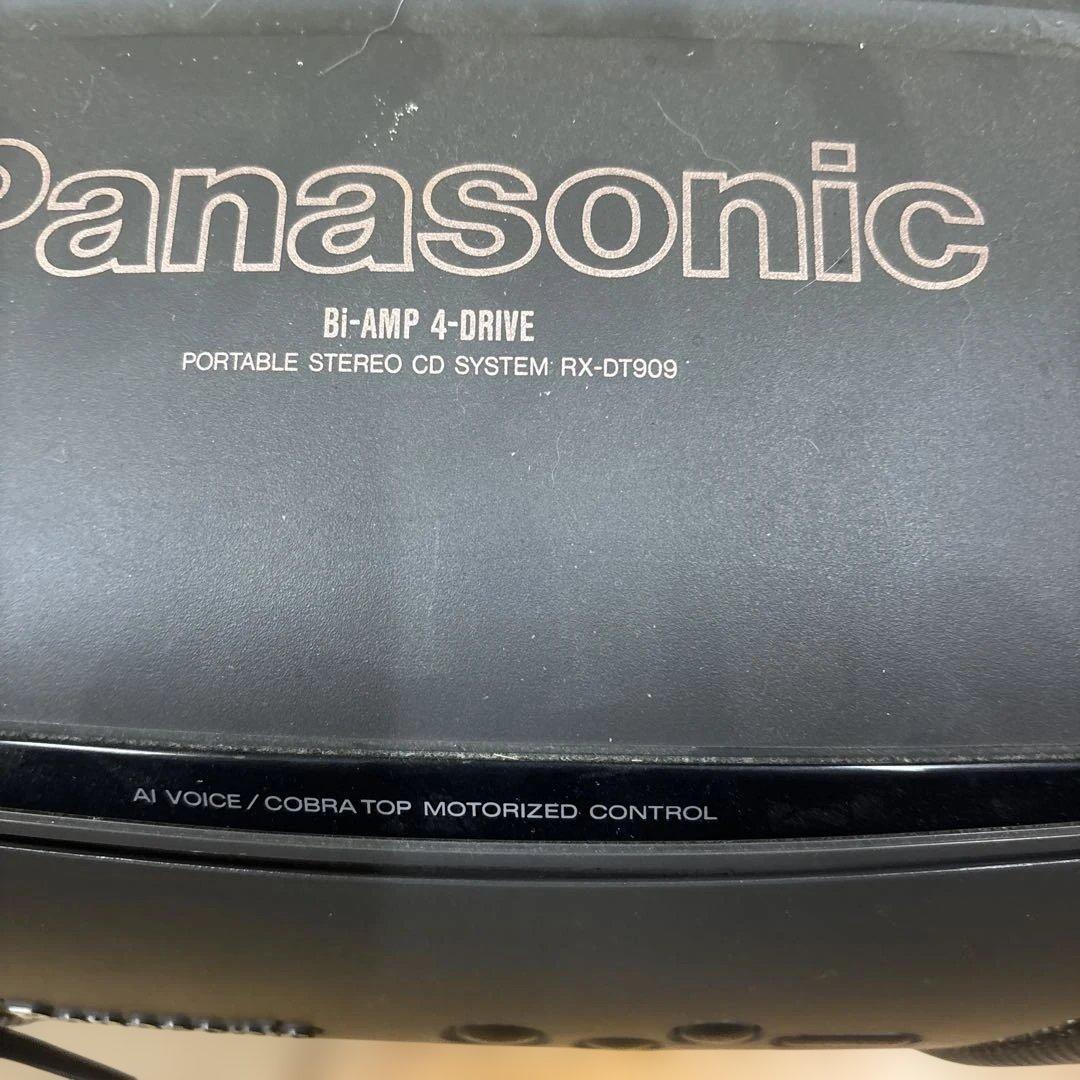 Panasonic
Bi-AMP 4-DRIVE
PORTABLE STEREO CD SYSTEM RX-DT909
AI VOICE / COBRA TOP MOTORIZED CONTROL